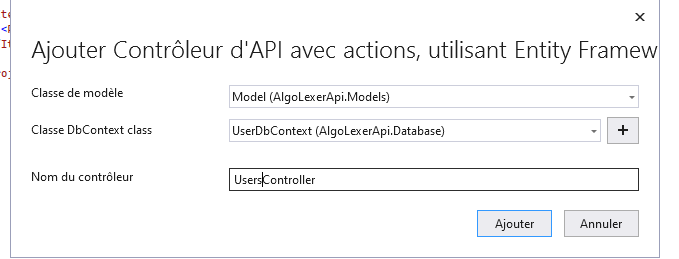 Ajouter Contrôleur d'API avec actions, utilisant Entity Framew
Classe de modèle
Model (AlgoLexerApi.Models)
Classe DbContext class
UserDbContext (AlgoLexerApi.Database)
+
Nom du contrôleur
UsersController
Ajouter
Annuler